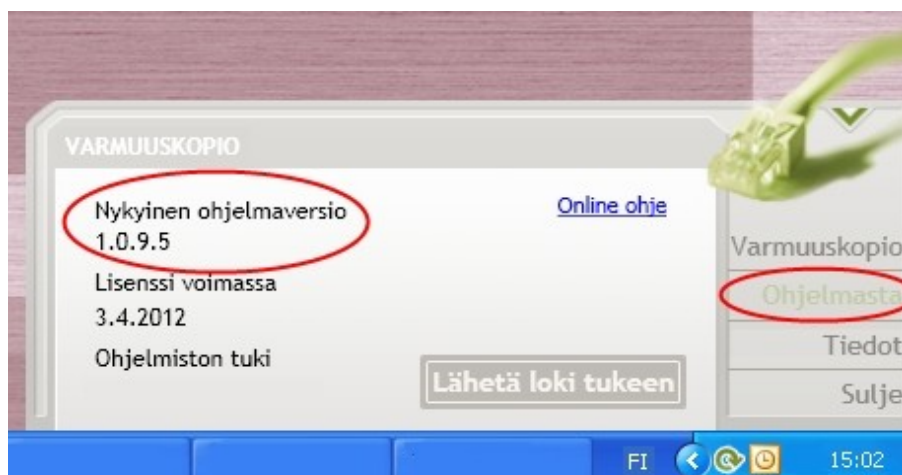 VARMUUSKOPIO
Nykyinen ohjelmaversio
1.0.9.5
Online ohje
Lisenssi voimassa
3.4.2012
Ohjelmiston tuki
Lähetä loki tukeen
Varmuuskopio
Ohjelmasta
Tiedot
Sulje
FI
15:02